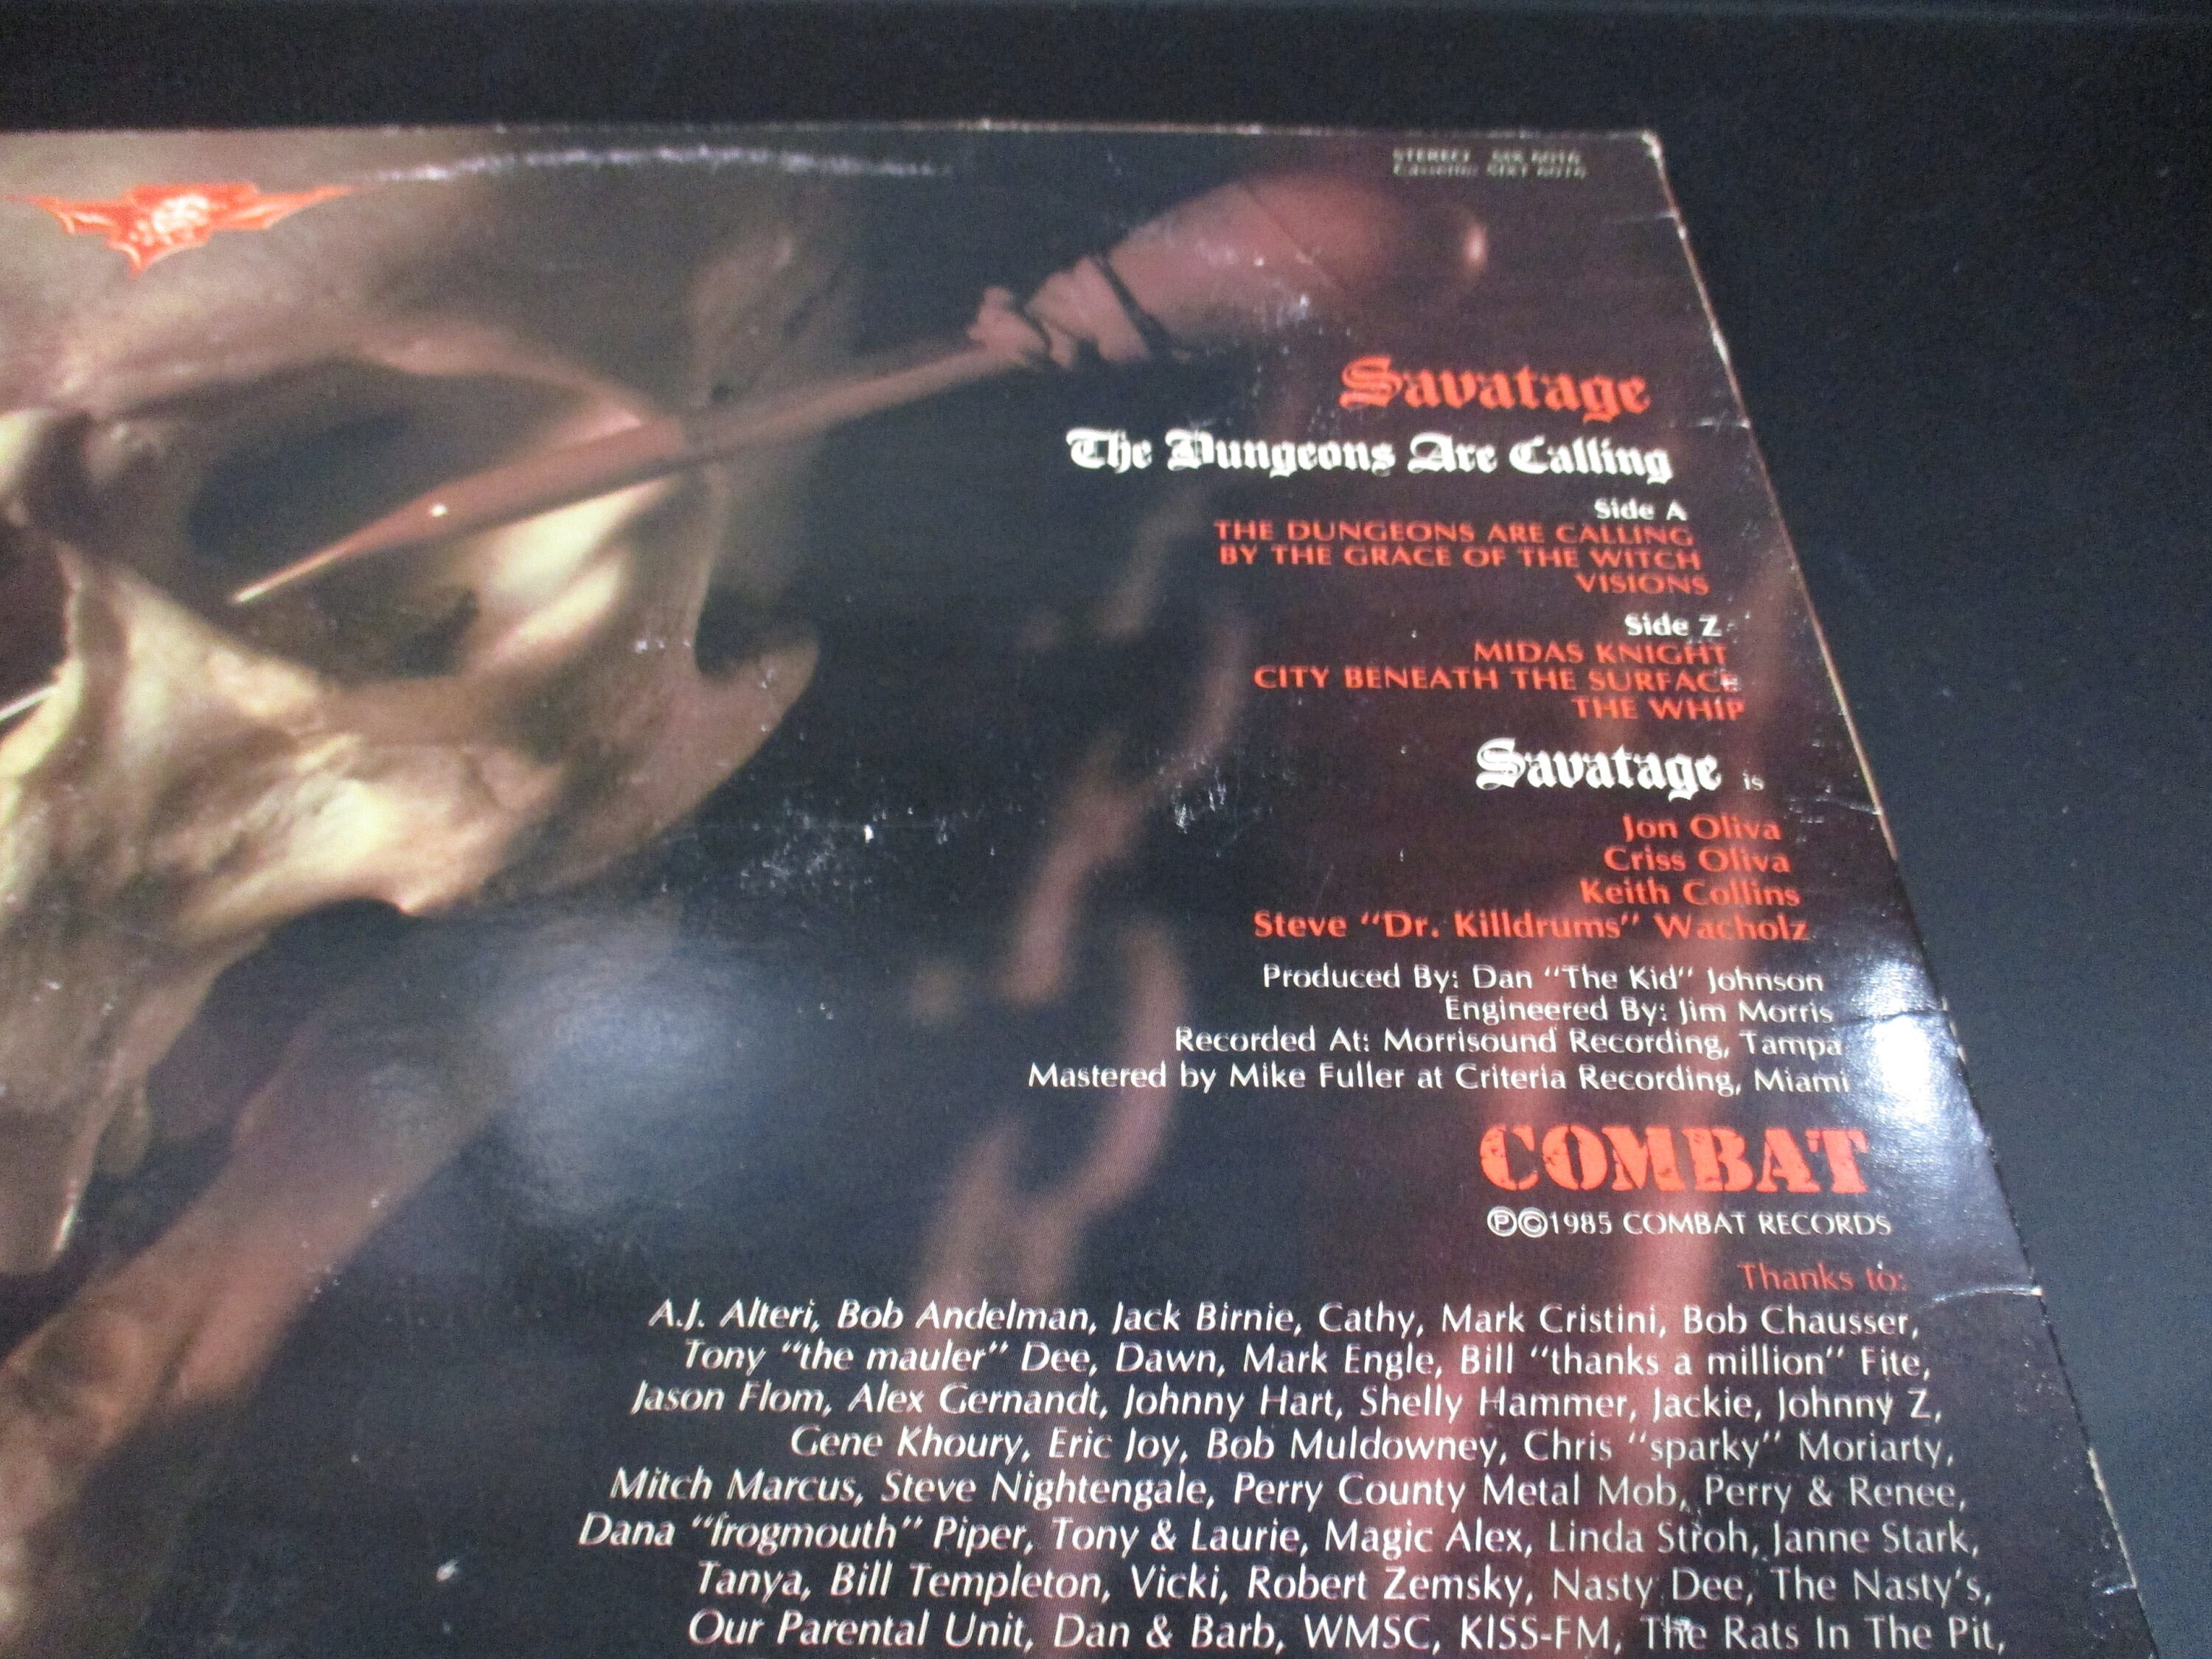 STEREO MX 8016
Cassette: MXT 8016
Savatage
The Dungeons Are Calling
Side A
THE DUNGEONS ARE CALLING
BY THE GRACE OF THE WITCH
VISIONS
Side Z
MIDAS KNIGHT
CITY BENEATH THE SURFACE
THE WHIP
Savatage is
Jon Oliva
Criss Oliva
Keith Collins
Steve "Dr. Killdrums" Wacholz
Produced By: Dan "The Kid" Johnson
Engineered By: Jim Morris
Recorded At: Morrisound Recording, Tampa
Mastered by Mike Fuller at Criteria Recording, Miami
COMBAT
ⓅⒸ1985 COMBAT RECORDS
Thanks to:
A.J. Alteri, Bob Andelman, Jack Birnie, Cathy, Mark Cristini, Bob Chausser,
Tony "the mauler" Dee, Dawn, Mark Engle, Bill "thanks a million" Fite,
Jason Flom, Alex Gernandt, Johnny Hart, Shelly Hammer, Jackie, Johnny Z,
Gene Khoury, Eric Joy, Bob Muldowney, Chris "sparky" Moriarty,
Mitch Marcus, Steve Nightengale, Perry County Metal Mob, Perry & Renee,
Dana "frogmouth" Piper, Tony & Laurie, Magic Alex, Linda Stroh, Janne Stark,
Tanya, Bill Templeton, Vicki, Robert Zemsky, Nasty Dee, The Nasty's,
Our Parental Unit, Dan & Barb, WMSC, KISS-FM, The Rats In The Pit,